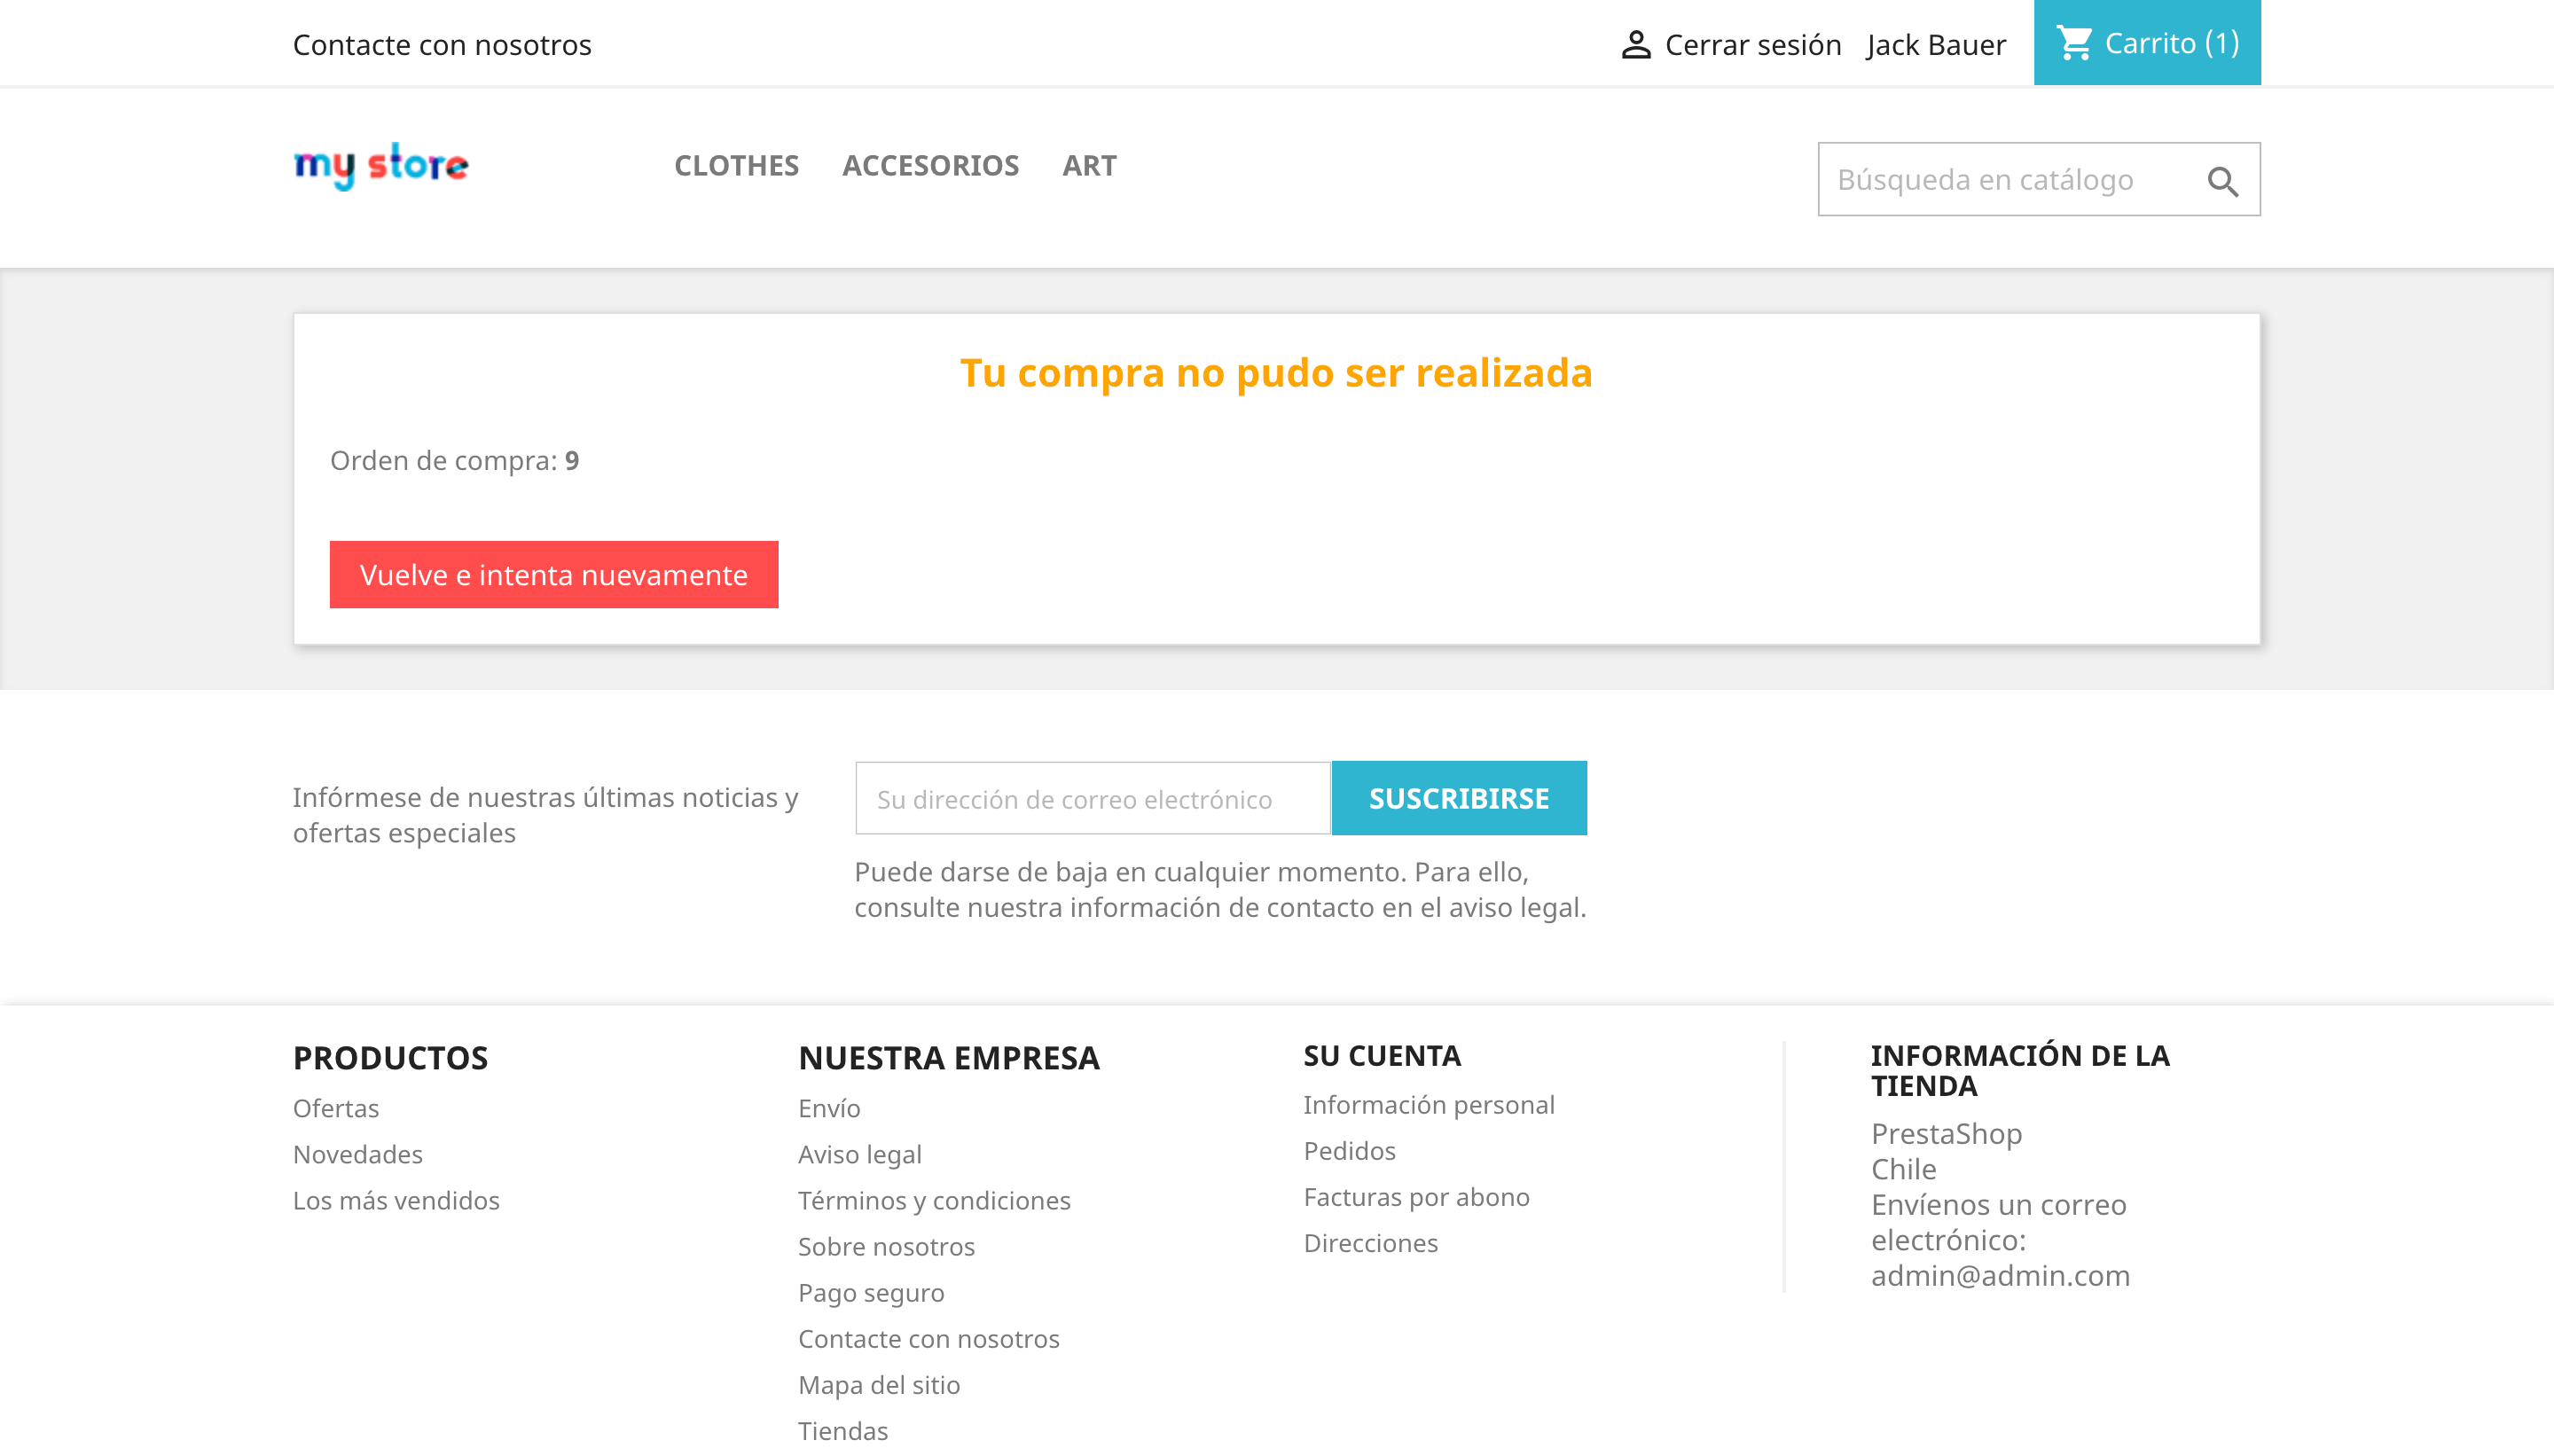 Contacte con nosotros
Cerrar sesión Jack Bauer Carrito (1)
my store
CLOTHES ACCESORIOS ART
Búsqueda en catálogo
Tu compra no pudo ser realizada
Orden de compra: 9
Vuelve e intenta nuevamente
Infórmese de nuestras últimas noticias y
ofertas especiales
Su dirección de correo electrónico
SUSCRIBIRSE
Puede darse de baja en cualquier momento. Para ello,
consulte nuestra información de contacto en el aviso legal.
PRODUCTOS
Ofertas
Novedades
Los más vendidos
NUESTRA EMPRESA
Envío
Aviso legal
Términos y condiciones
Sobre nosotros
Pago seguro
Contacte con nosotros
Mapa del sitio
Tiendas
SU CUENTA
Información personal
Pedidos
Facturas por abono
Direcciones
INFORMACIÓN DE LA
TIENDA
PrestaShop
Chile
Envíenos un correo
electrónico:
admin@admin.com